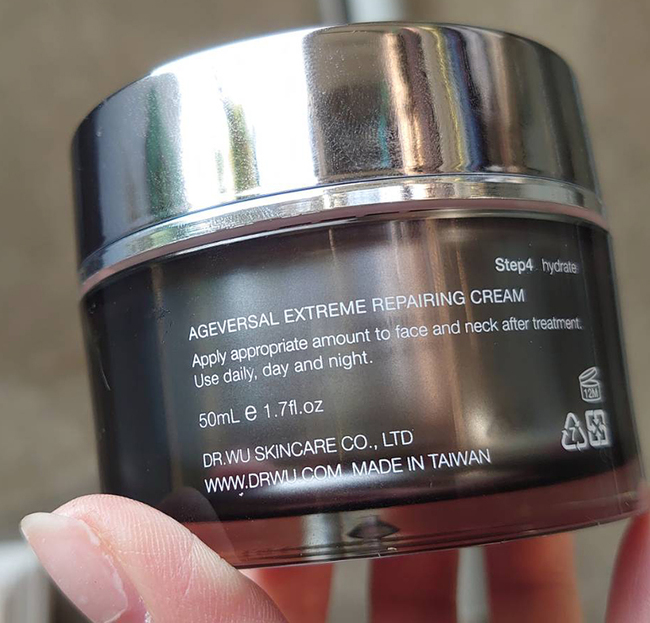 Step4 hydrate
AGEVERSAL EXTREME REPAIRING CREAM
Apply appropriate amount to face and neck after treatment.
Use daily, day and night.
50mL e 1.7fl.oz
DR.WU SKINCARE CO., LTD
WWW.DRWU.COM MADE IN TAIWAN
12M
7